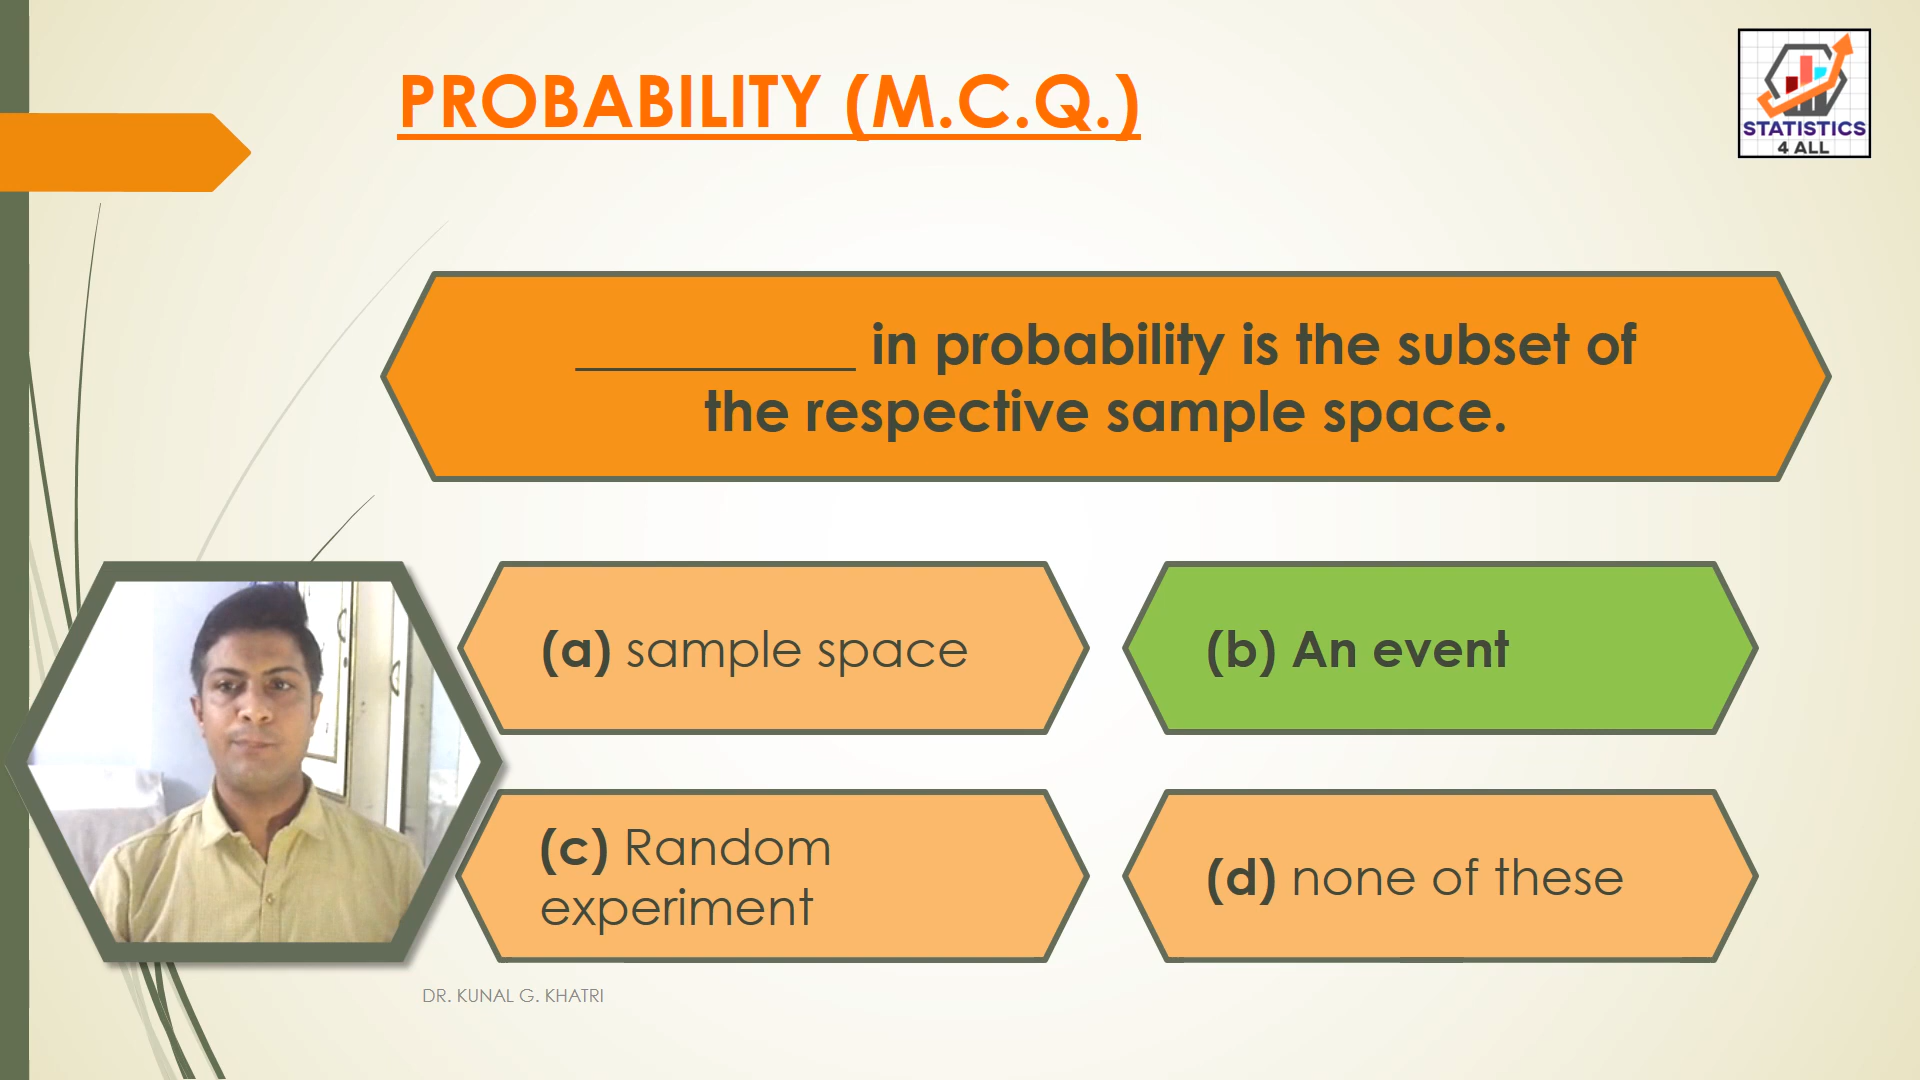 PROBABILITY (M.C.Q.)
STATISTICS
4 ALL
__________ in probability is the subset of
the respective sample space.
(a) sample space
(b) An event
(c) Random
experiment
(d) none of these
DR. KUNAL G. KHATRI